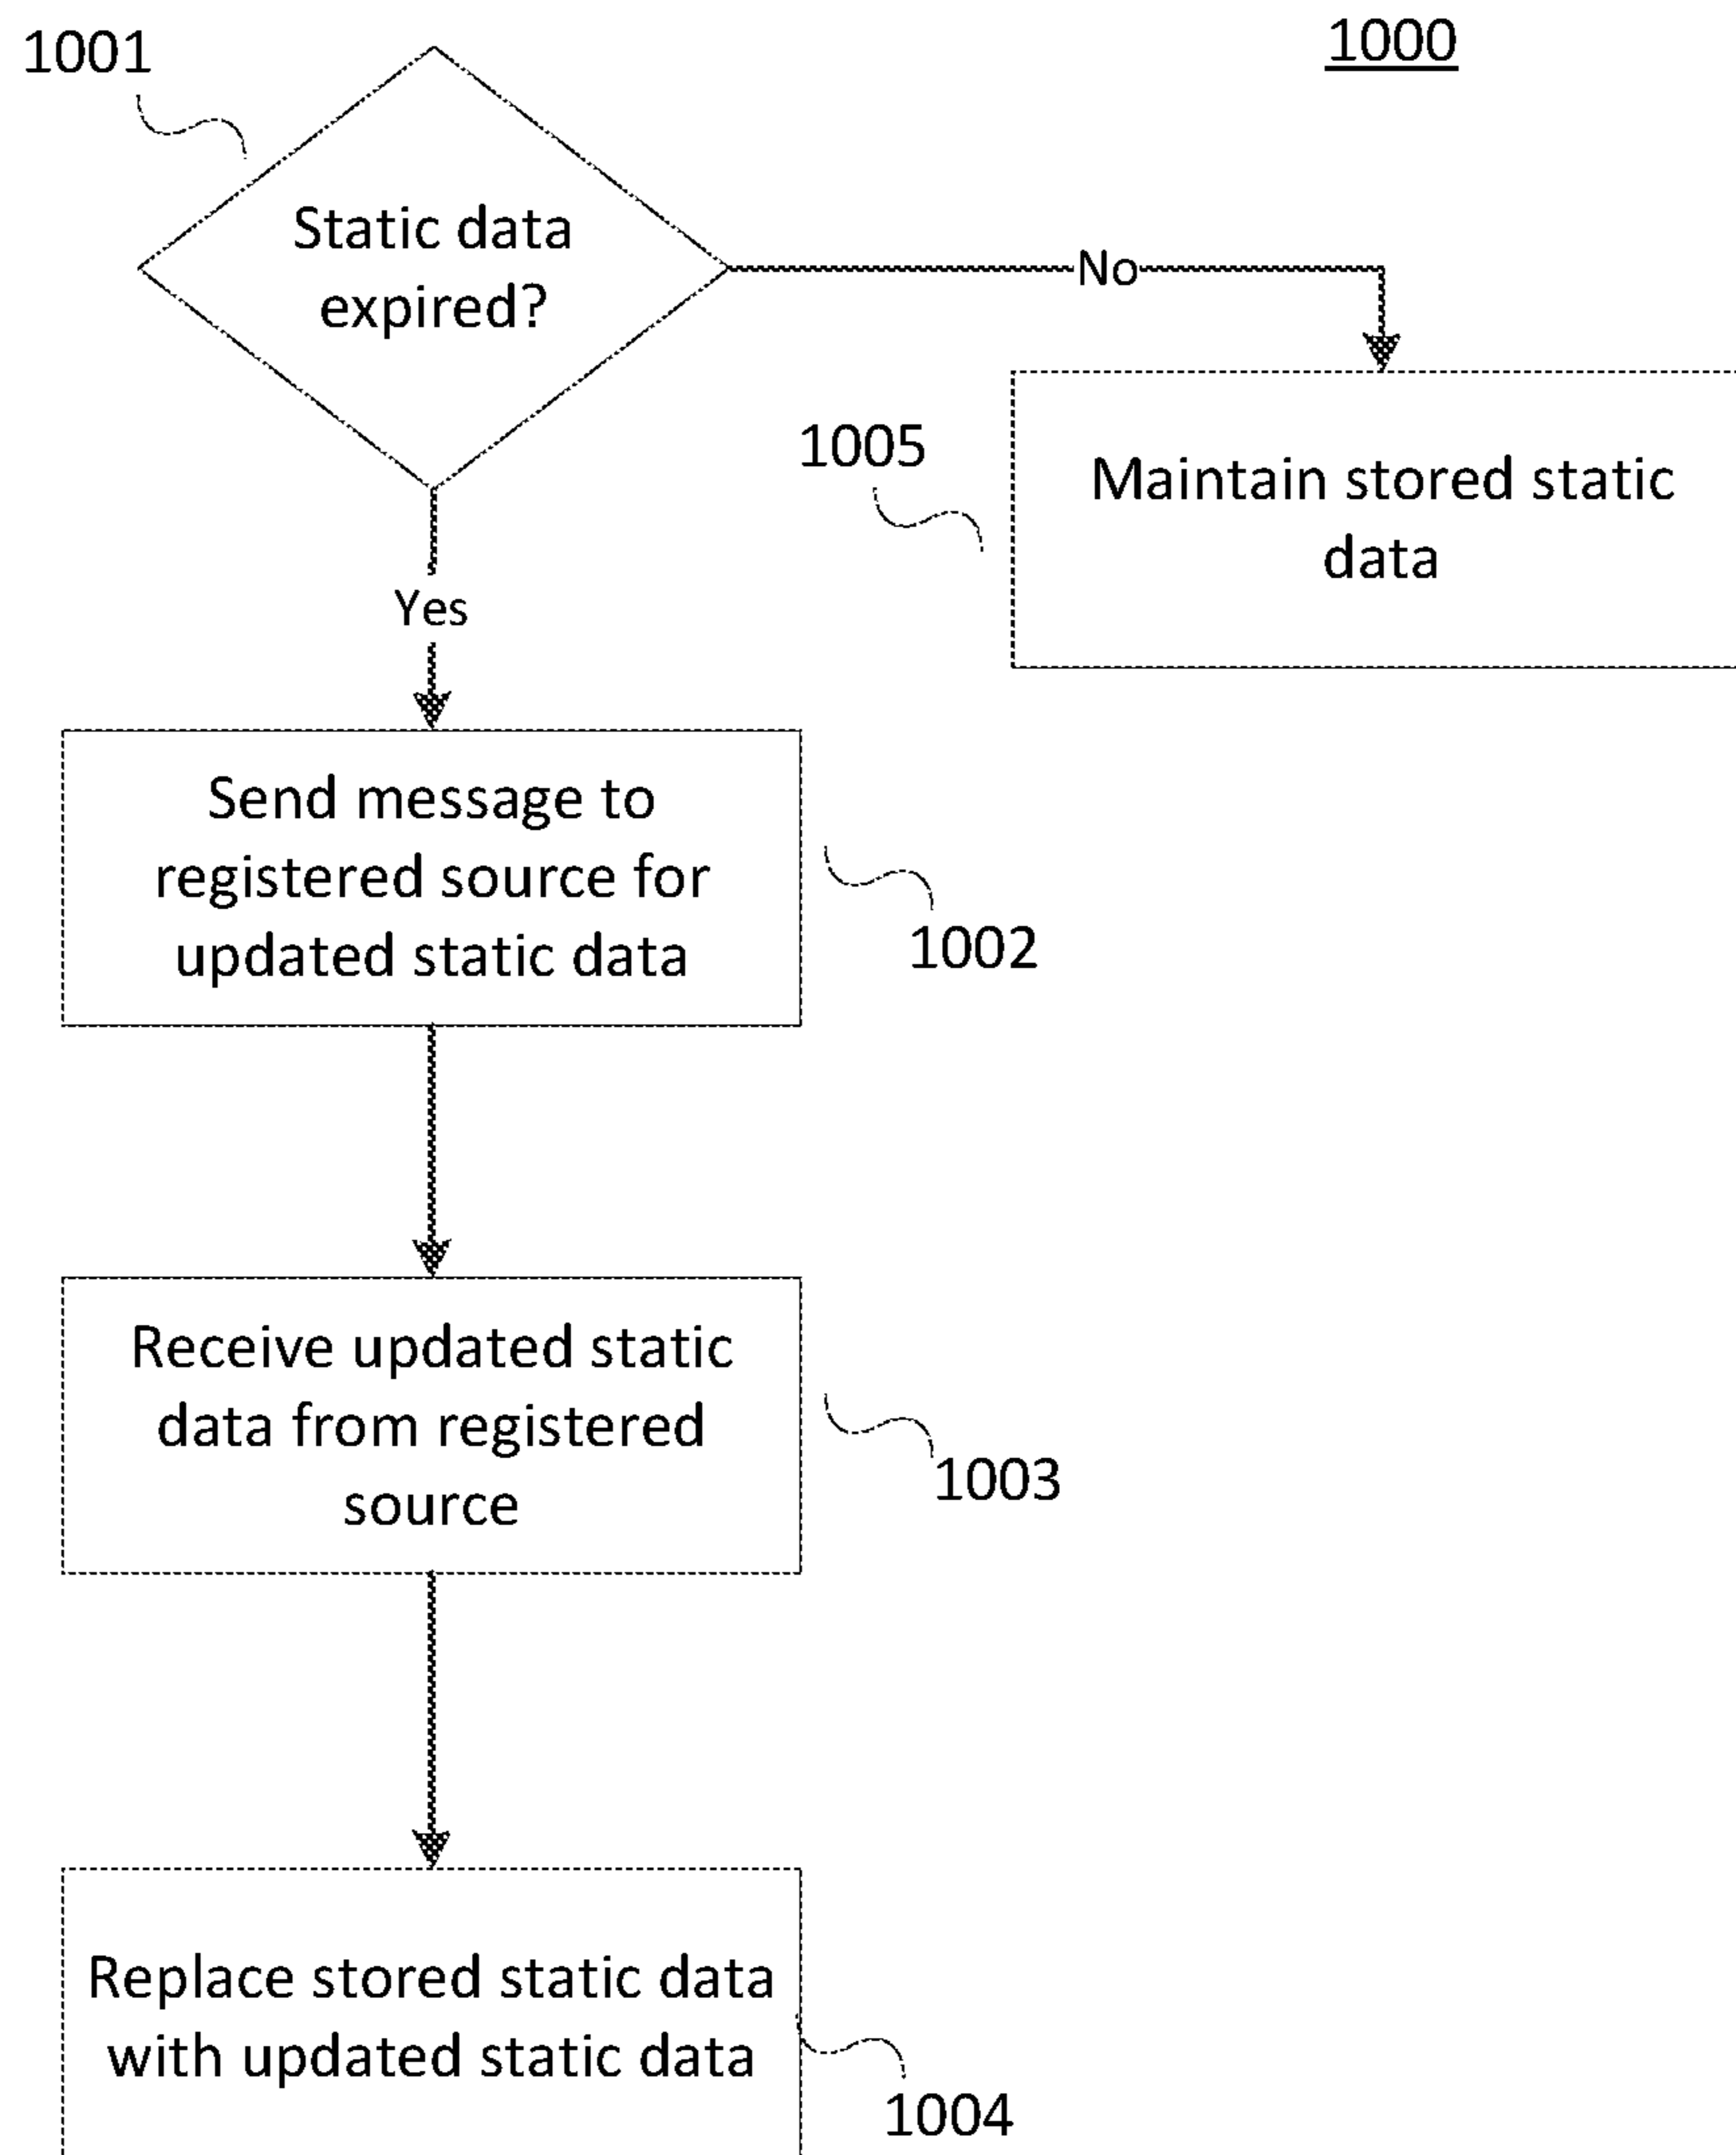 1001
1000
Static data
expired?
No
1005
Maintain stored static
data
Yes
Send message to
registered source for
updated static data
1002
Receive updated static
data from registered
source
1003
Replace stored static data
with updated static data
1004